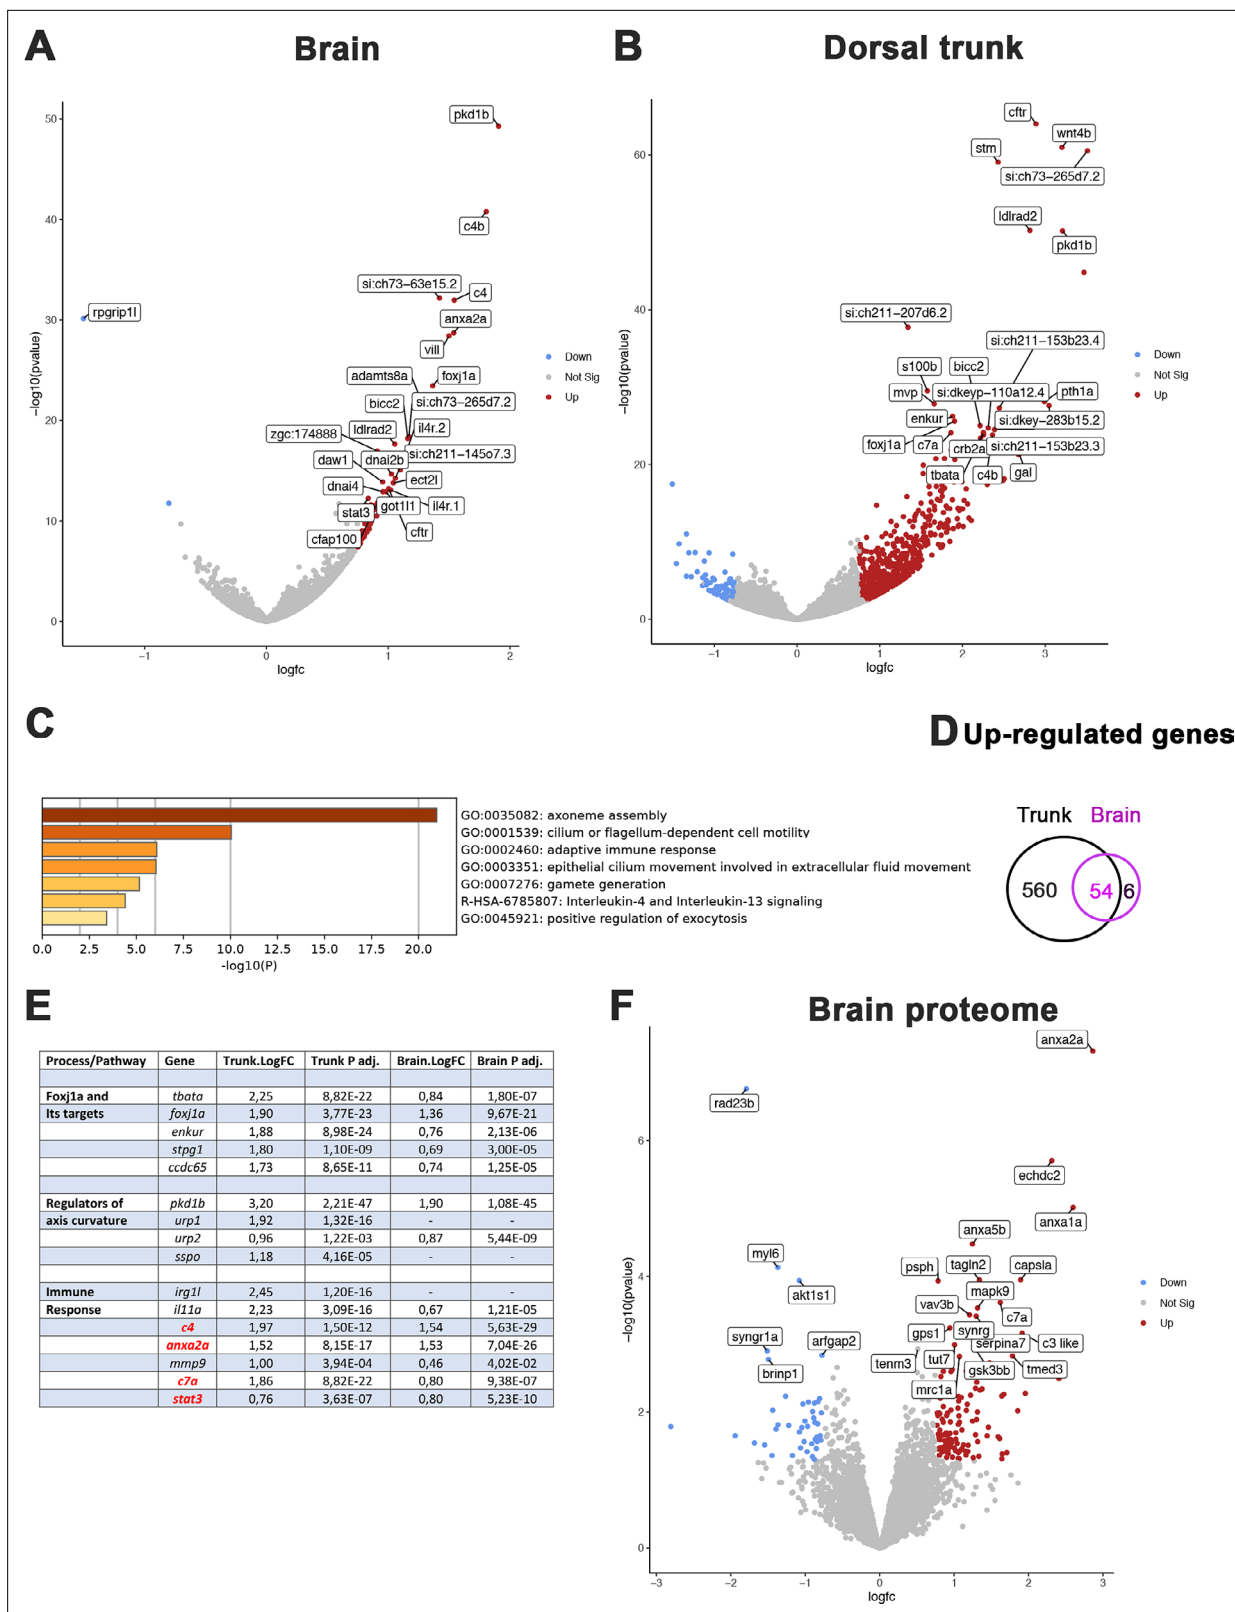 A
Brain
50
40
30
20
10
0
−log10(pvalue)
−1
0
1
2
logfc
pkd1b
c4b
si:ch73−63e15.2
c4
rpgrip1l
anxa2a
vill
adamts8a
foxj1a
bicc2
si:ch73−265d7.2
ldlrad2
il4r.2
zgc:174888
daw1
dnai2b
si:ch211−145o7.3
dnai4
ect2l
stat3
got1l1
il4r.1
cfap100
cftr
Down
Not Sig
Up
B
Dorsal trunk
60
40
20
0
−log10(pvalue)
−1
0
1
2
3
logfc
cftr
wnt4b
stm
si:ch73−265d7.2
ldlrad2
pkd1b
si:ch211−207d6.2
si:ch211−153b23.4
s100b
bicc2
mvp
si:dkeyp−110a12.4
pth1a
enkur
si:dkey−283b15.2
foxj1a
c7a
crb2a
si:ch211−153b23.3
tbata
c4b
gal
Down
Not Sig
Up
C
GO:0035082: axoneme assembly
GO:0001539: cilium or flagellum-dependent cell motility
GO:0002460: adaptive immune response
GO:0003351: epithelial cilium movement involved in extracellular fluid movement
GO:0007276: gamete generation
R-HSA-6785807: Interleukin-4 and Interleukin-13 signaling
GO:0045921: positive regulation of exocytosis
0.0 2.5 5.0 7.5 10.0 12.5 15.0 17.5 20.0
-log10(P)
D Up-regulated genes
Trunk Brain
560 54 6
E
Process/Pathway Gene Trunk.LogFC Trunk P adj. Brain.LogFC Brain P adj.
Foxj1a and tbata 2,25 8,82E-22 0,84 1,80E-07
Its targets foxj1a 1,90 3,77E-23 1,36 9,67E-21
enkur 1,88 8,98E-24 0,76 2,13E-06
stpg1 1,80 1,10E-09 0,69 3,00E-05
ccdc65 1,73 8,65E-11 0,74 1,25E-05
Regulators of pkd1b 3,20 2,21E-47 1,90 1,08E-45
axis curvature urp1 1,92 1,32E-16 - -
urp2 0,96 1,22E-03 0,87 5,44E-09
sspo 1,18 4,16E-05 - -
Immune irg1l 2,45 1,20E-16 - -
Response il11a 2,23 3,09E-16 0,67 1,21E-05
c4 1,97 1,50E-12 1,54 5,63E-29
anxa2a 1,52 8,15E-17 1,53 7,04E-26
mmp9 1,00 3,94E-04 0,46 4,02E-02
c7a 1,86 8,82E-22 0,80 9,38E-07
stat3 0,76 3,63E-07 0,80 5,23E-10
F
Brain proteome
6
4
2
0
−log10(pvalue)
−3
−2
−1
0
1
2
3
logfc
anxa2a
rad23b
echdc2
anxa1a
anxa5b
myl6
psph
tagln2
capsla
akt1s1
mapk9
vav3b
c7a
gps1
synrg
syngr1a
arfgap2
serpina7
c3 like
tenm3
tut7
brinp1
gsk3bb
tmed3
mrc1a
Down
Not Sig
Up